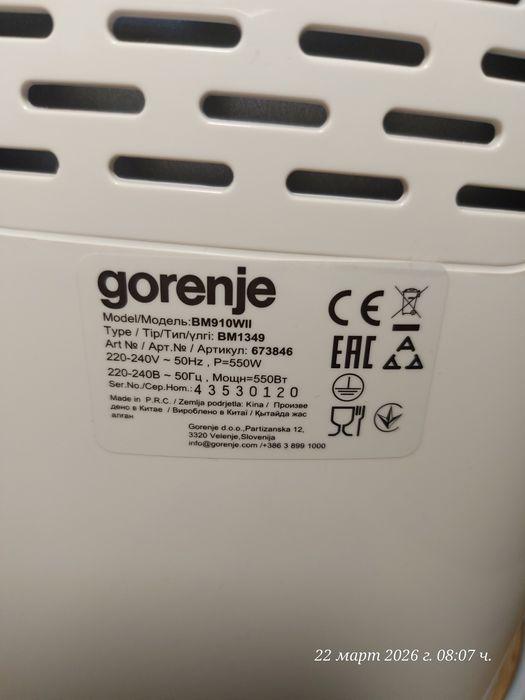 gorenje
Model/Модель:BM910WII
Type / Tip/Тип/үлгі: BM1349
Art № / Арт.№ / Артикул: 673846
220-240V ~ 50Hz , P=550W
220-240В ~ 50Гц , Мощн=550Вт
Ser.No./Сер.Ном.: 43530120
Made in P.R.C. / Zemlja podrjetla: Kina / Произве
дено в Китае / Вироблено в Китаї / Қытайда жас
алған
Gorenje d.o.o.,Partizanska 12,
3320 Velenje,Slovenija
info@gorenje.com /+386 3 899 1000
CE
EAC
22 март 2026 г. 08:07 ч.